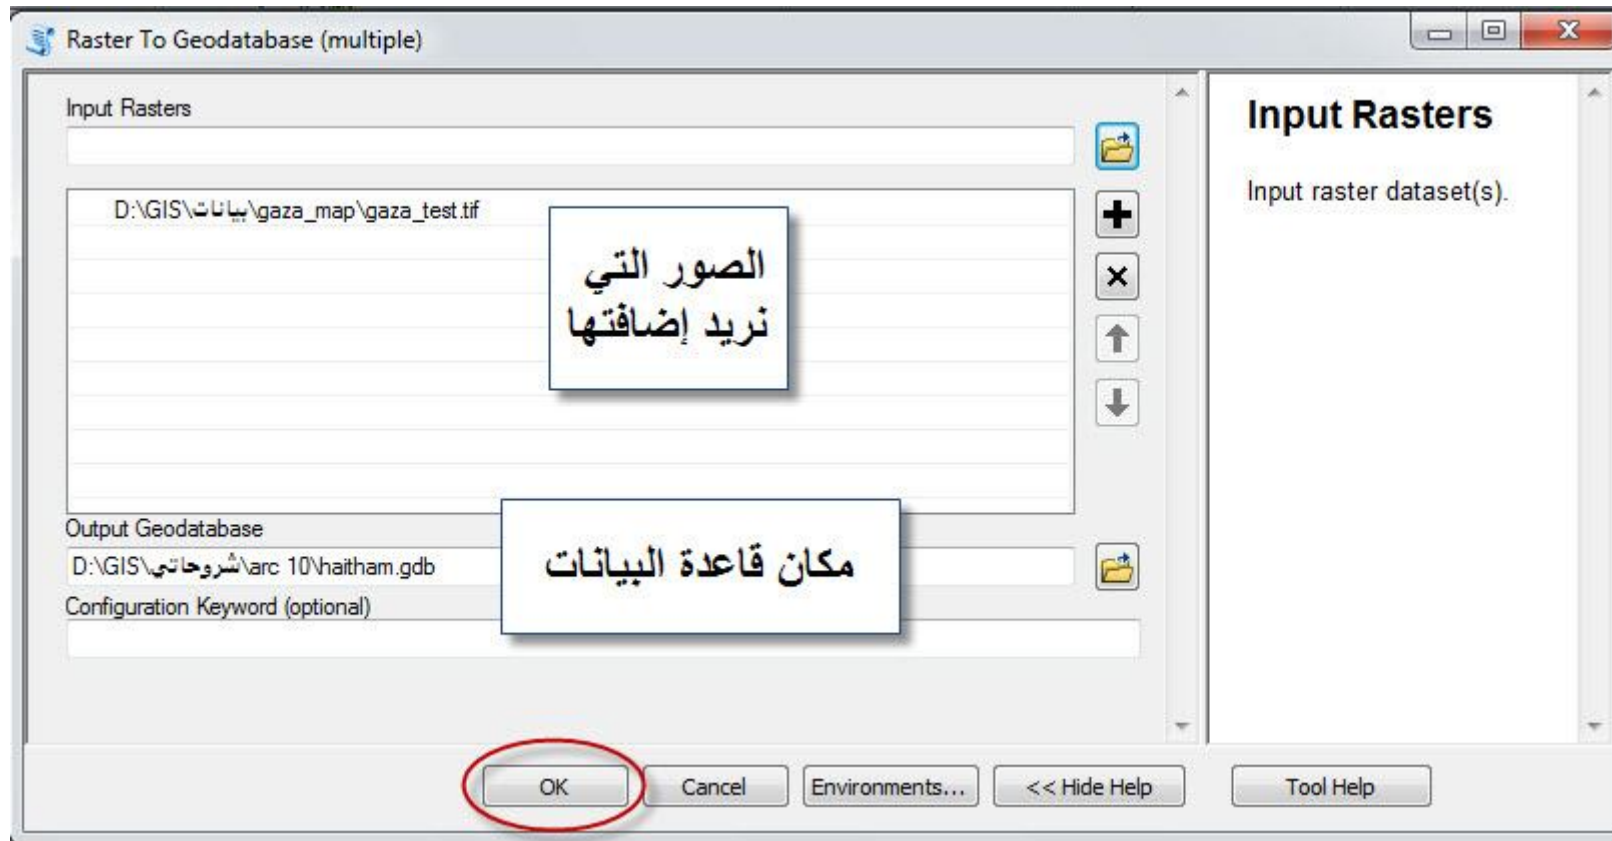 Raster To Geodatabase (multiple)
Input Rasters
D:\GIS\بيانات\gaza_map\gaza_test.tif
الصور التي
نريد إضافتها
Output Geodatabase
D:\GIS\شروحاتي\arc 10\haitham.gdb
مكان قاعدة البيانات
Configuration Keyword (optional)
Input Rasters
Input raster dataset(s).
OK
Cancel
Environments...
<< Hide Help
Tool Help